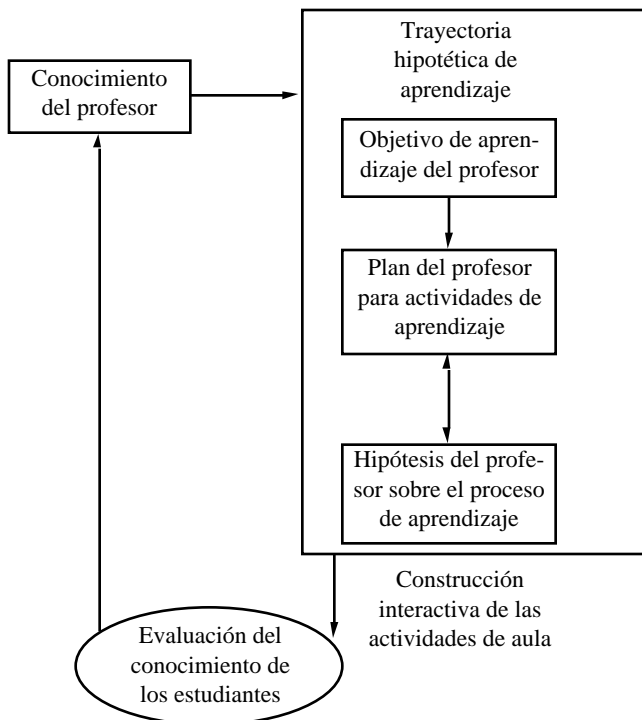 Trayectoria
hipotética de
aprendizaje
Conocimiento
del profesor
Objetivo de apren-
dizaje del profesor
Plan del profesor
para actividades de
aprendizaje
Hipótesis del profe-
sor sobre el proceso
de aprendizaje
Construcción
interactiva de las
actividades de aula
Evaluación del
conocimiento de
los estudiantes